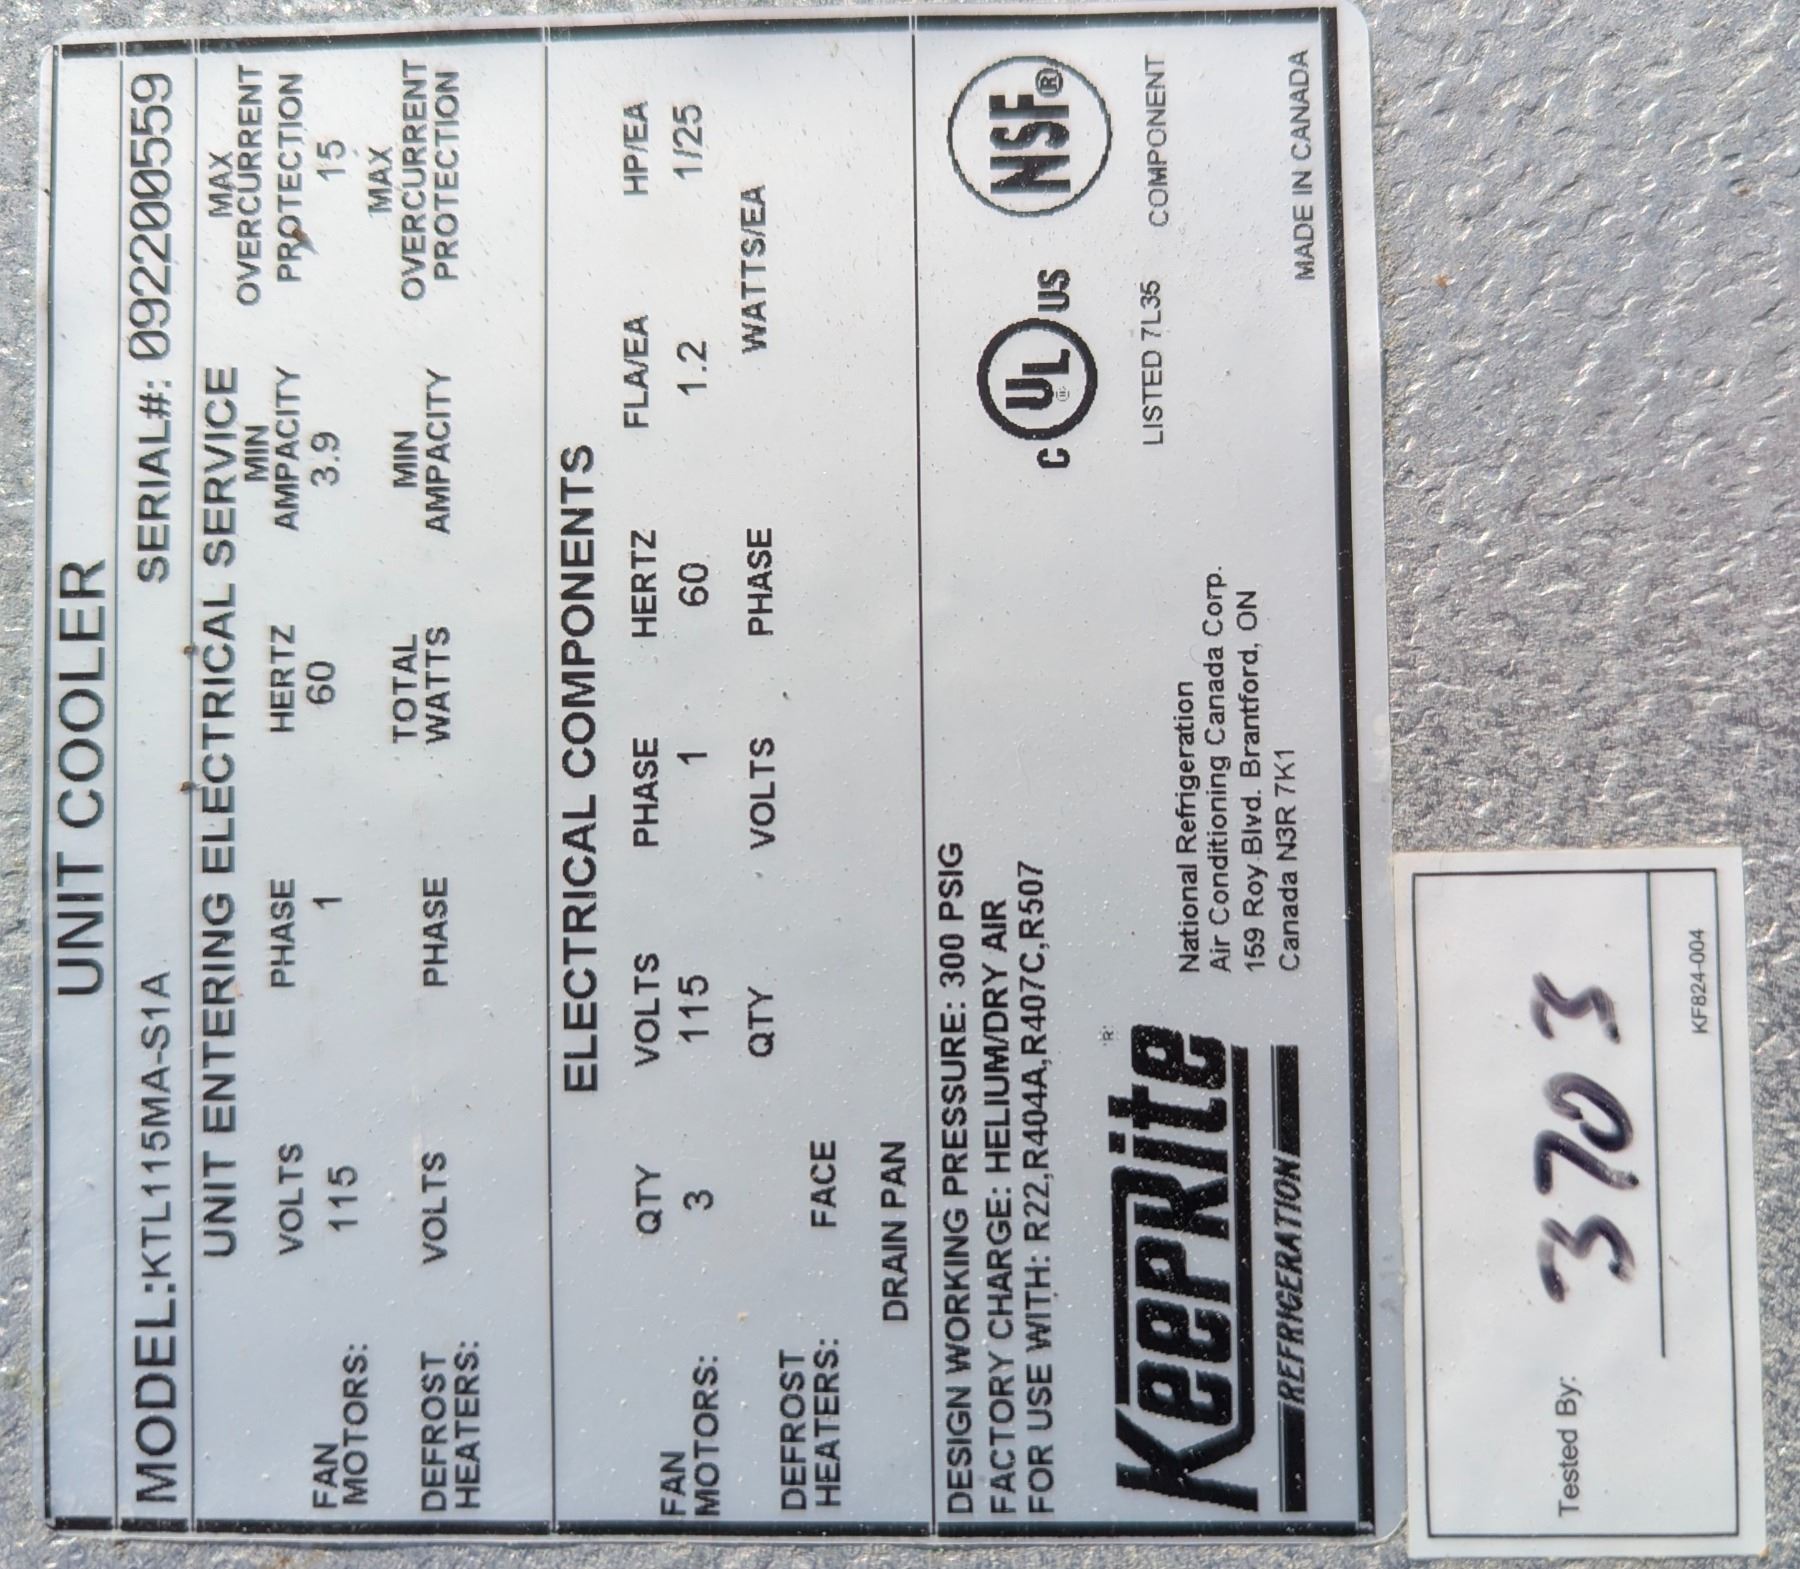 UNIT COOLER
MODEL:KTL115MA-S1A SERIAL#: 092200559
UNIT ENTERING ELECTRICAL SERVICE
VOLTS PHASE HERTZ MIN AMPACITY MAX OVERCURRENT PROTECTION
FAN MOTORS: 115 1 60 3.9 15
DEFROST HEATERS: VOLTS PHASE TOTAL WATTS MIN AMPACITY MAX OVERCURRENT PROTECTION
ELECTRICAL COMPONENTS
QTY VOLTS PHASE HERTZ FLA/EA HP/EA
FAN MOTORS: 3 115 1 60 1.2 1/25
QTY VOLTS PHASE WATTS/EA
DEFROST HEATERS: FACE
DRAIN PAN
DESIGN WORKING PRESSURE: 300 PSIG
FACTORY CHARGE: HELIUM/DRY AIR
FOR USE WITH: R22,R404A,R407C,R507
KeepRite ®
REFRIGERATION
National Refrigeration
Air Conditioning Canada Corp.
159 Roy Blvd. Brantford, ON
Canada N3R 7K1
C UL US
LISTED 7L35
NSF®
COMPONENT
MADE IN CANADA
Tested By: 3703
KF824-004